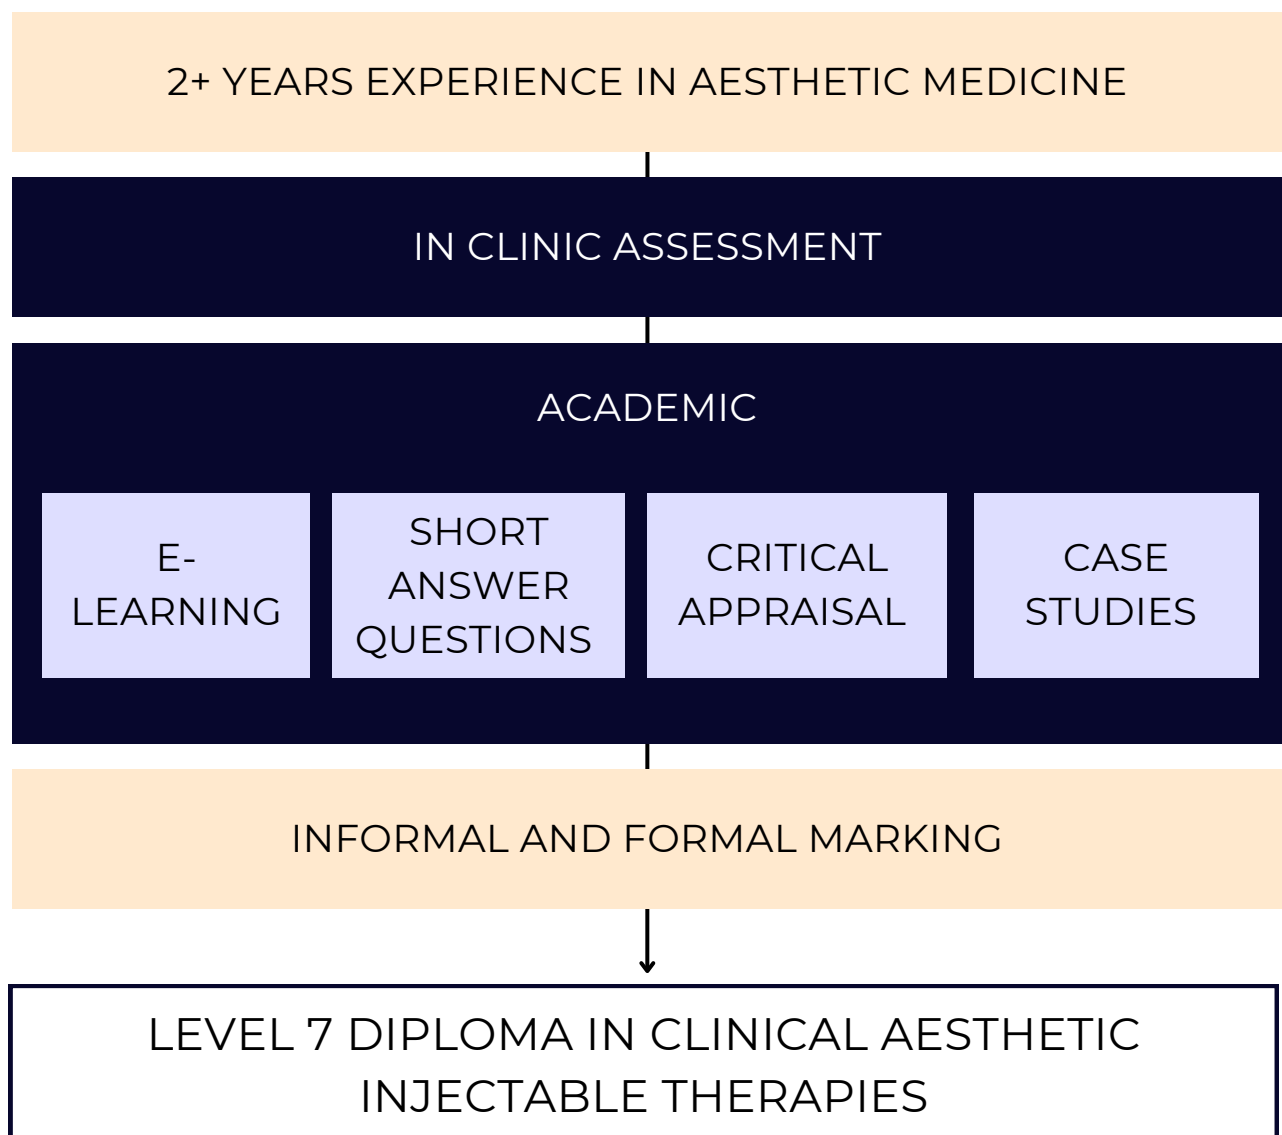 2+ YEARS EXPERIENCE IN AESTHETIC MEDICINE
IN CLINIC ASSESSMENT
ACADEMIC
E-
LEARNING
SHORT
ANSWER
QUESTIONS
CRITICAL
APPRAISAL
CASE
STUDIES
INFORMAL AND FORMAL MARKING
LEVEL 7 DIPLOMA IN CLINICAL AESTHETIC
INJECTABLE THERAPIES